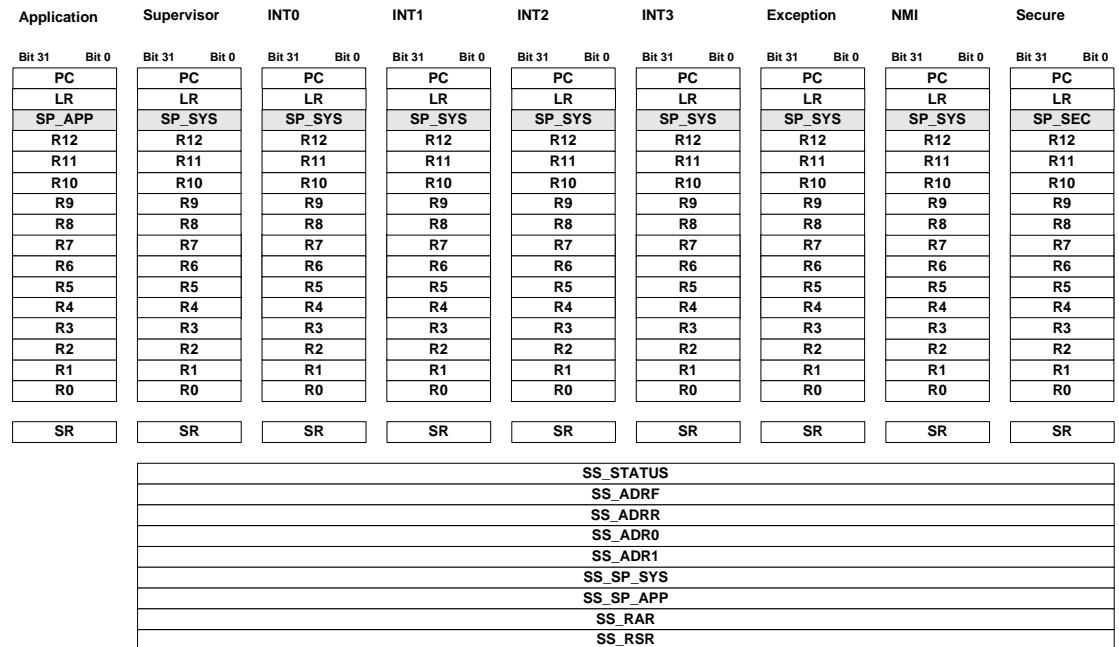 Application Supervisor INT0 INT1 INT2 INT3 Exception NMI Secure
Bit 31 Bit 0 Bit 31 Bit 0 Bit 31 Bit 0 Bit 31 Bit 0 Bit 31 Bit 0 Bit 31 Bit 0 Bit 31 Bit 0 Bit 31 Bit 0 Bit 31 Bit 0
PC PC PC PC PC PC PC PC PC
LR LR LR LR LR LR LR LR LR
SP_APP SP_SYS SP_SYS SP_SYS SP_SYS SP_SYS SP_SYS SP_SYS SP_SEC
R12 R12 R12 R12 R12 R12 R12 R12 R12
R11 R11 R11 R11 R11 R11 R11 R11 R11
R10 R10 R10 R10 R10 R10 R10 R10 R10
R9 R9 R9 R9 R9 R9 R9 R9 R9
R8 R8 R8 R8 R8 R8 R8 R8 R8
R7 R7 R7 R7 R7 R7 R7 R7 R7
R6 R6 R6 R6 R6 R6 R6 R6 R6
R5 R5 R5 R5 R5 R5 R5 R5 R5
R4 R4 R4 R4 R4 R4 R4 R4 R4
R3 R3 R3 R3 R3 R3 R3 R3 R3
R2 R2 R2 R2 R2 R2 R2 R2 R2
R1 R1 R1 R1 R1 R1 R1 R1 R1
R0 R0 R0 R0 R0 R0 R0 R0 R0
SR SR SR SR SR SR SR SR SR
SS_STATUS
SS_ADRF
SS_ADRR
SS_ADR0
SS_ADR1
SS_SP_SYS
SS_SP_APP
SS_RAR
SS_RSR